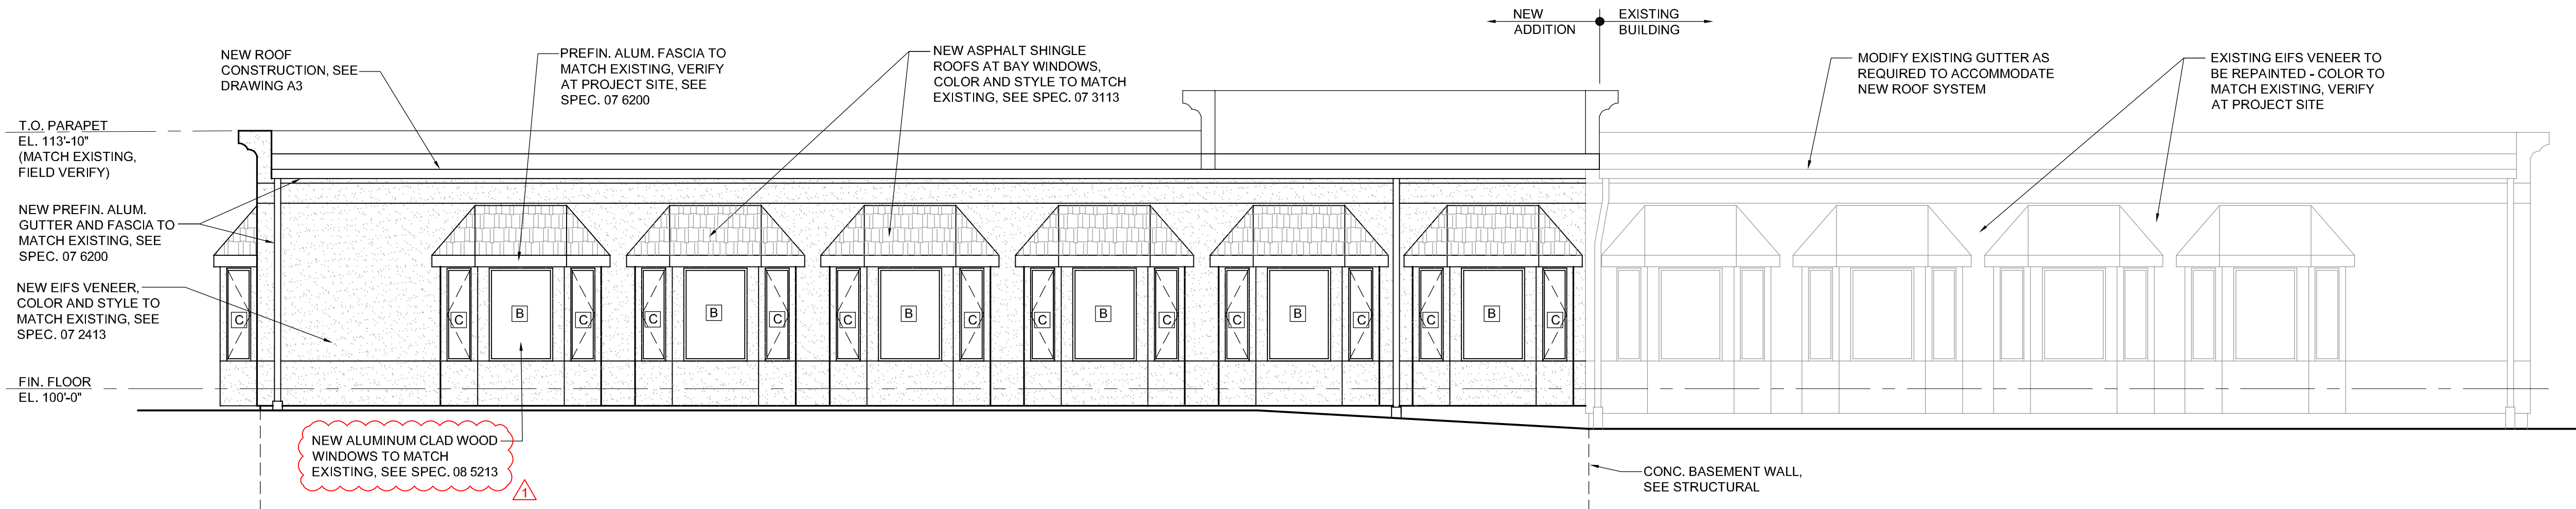 NEW
ADDITION
EXISTING
BUILDING
NEW ROOF
CONSTRUCTION, SEE
DRAWING A3
PREFIN. ALUM. FASCIA TO
MATCH EXISTING, VERIFY
AT PROJECT SITE, SEE
SPEC. 07 6200
NEW ASPHALT SHINGLE
ROOFS AT BAY WINDOWS,
COLOR AND STYLE TO MATCH
EXISTING, SEE SPEC. 07 3113
MODIFY EXISTING GUTTER AS
REQUIRED TO ACCOMMODATE
NEW ROOF SYSTEM
EXISTING EIFS VENEER TO
BE REPAINTED - COLOR TO
MATCH EXISTING, VERIFY
AT PROJECT SITE
T.O. PARAPET
EL. 113'-10"
(MATCH EXISTING,
FIELD VERIFY)
NEW PREFIN. ALUM.
GUTTER AND FASCIA TO
MATCH EXISTING, SEE
SPEC. 07 6200
NEW EIFS VENEER,
COLOR AND STYLE TO
MATCH EXISTING, SEE
SPEC. 07 2413
C
C
B
C
C
B
C
C
B
C
C
B
C
C
B
C
C
B
C
FIN. FLOOR
EL. 100'-0"
NEW ALUMINUM CLAD WOOD
WINDOWS TO MATCH
EXISTING, SEE SPEC. 08 5213
1
CONC. BASEMENT WALL,
SEE STRUCTURAL